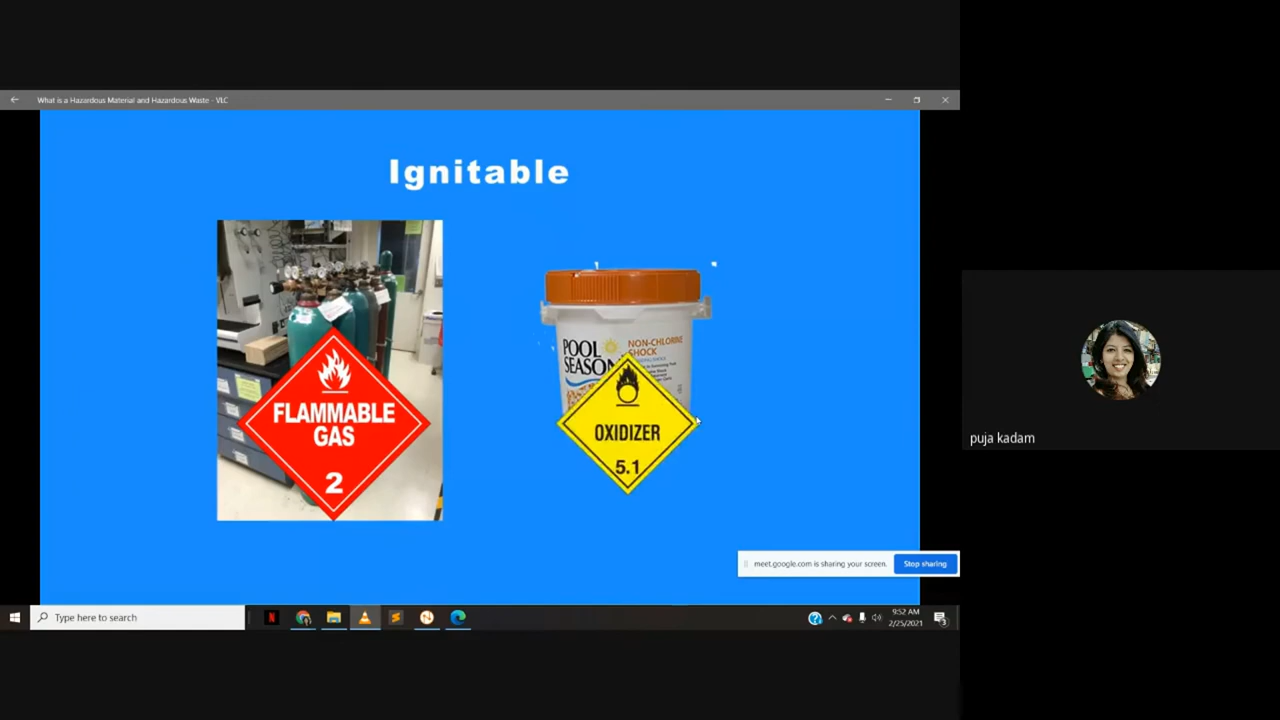 What is a Hazardous Material and Hazardous Waste - VLC
Ignitable
FLAMMABLE
GAS
2
POOL
SEASON
NON-CHLORINE
SHOCK
OXIDIZER
5.1
puja kadam
meet.google.com is sharing your screen.
Stop sharing
Type here to search
9:52 AM
2/25/2021
3